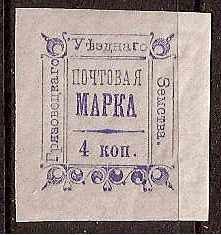 Грязовецкаго
Уѣзднаго
Земства.
ПОЧТОВАЯ
МАРКА
4 коп.